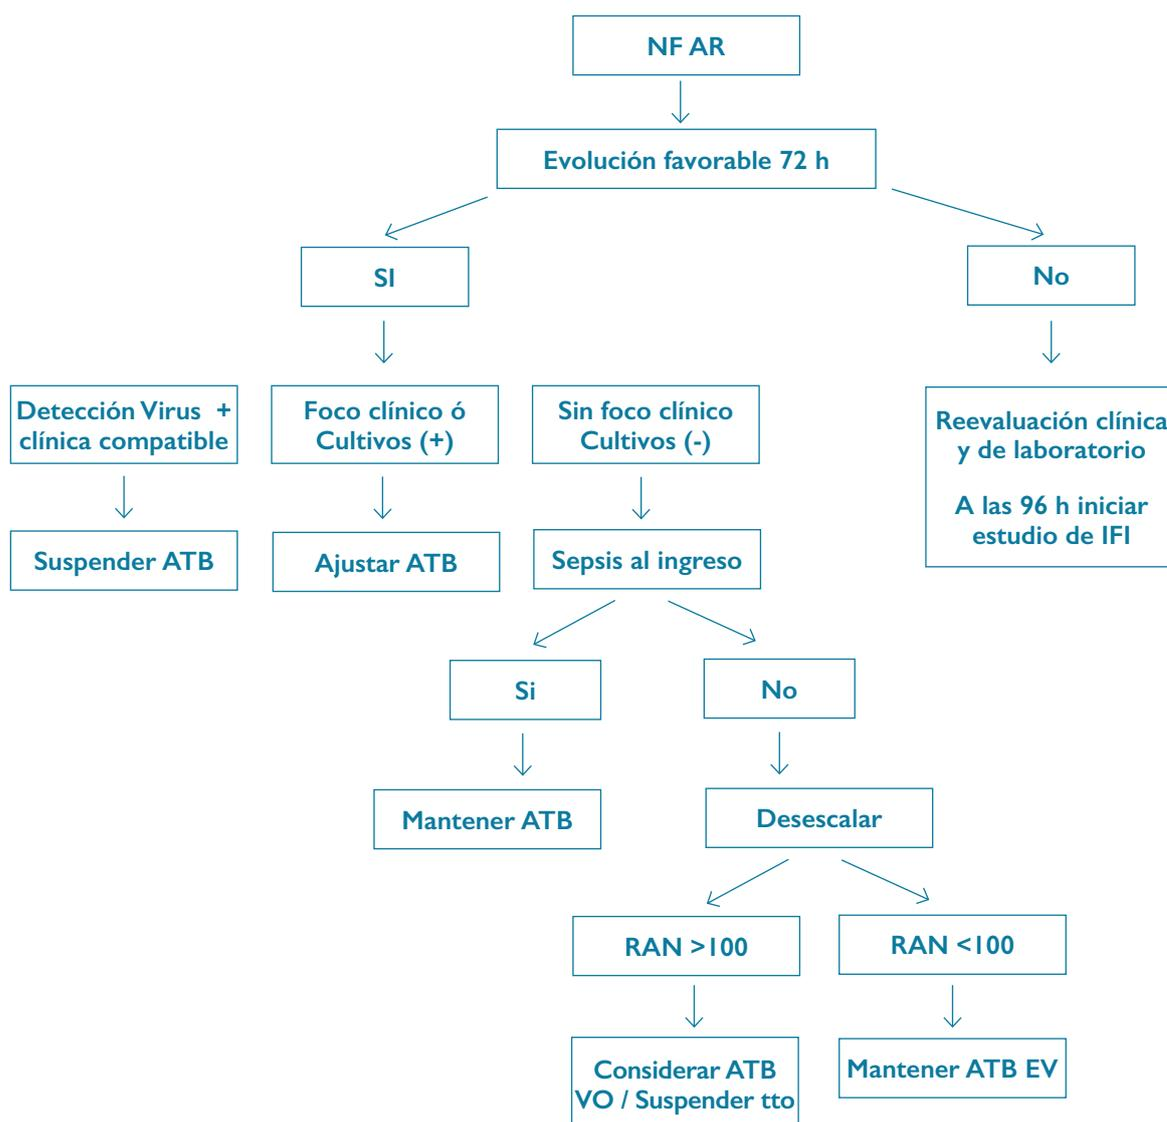 NF AR
Evolución favorable 72 h
SI
No
Detección Virus +
clínica compatible
Foco clínico ó
Cultivos (+)
Sin foco clínico
Cultivos (-)
Reevaluación clínica
y de laboratorio
A las 96 h iniciar
estudio de IFI
Suspender ATB
Ajustar ATB
Sepsis al ingreso
Si
No
Mantener ATB
Desescalar
RAN >100
RAN <100
Considerar ATB
VO / Suspender tto
Mantener ATB EV